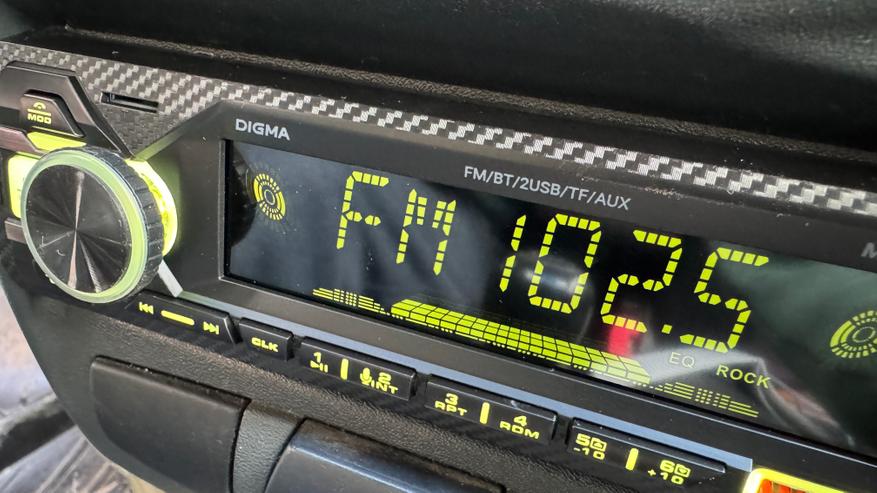 MOD
DIGMA
FM/BT/2USB/TF/AUX
M
FM 102.5
EQ ROCK
CLK
1
2
INT
3
RPT
4
RDM
5
-10
6
+10